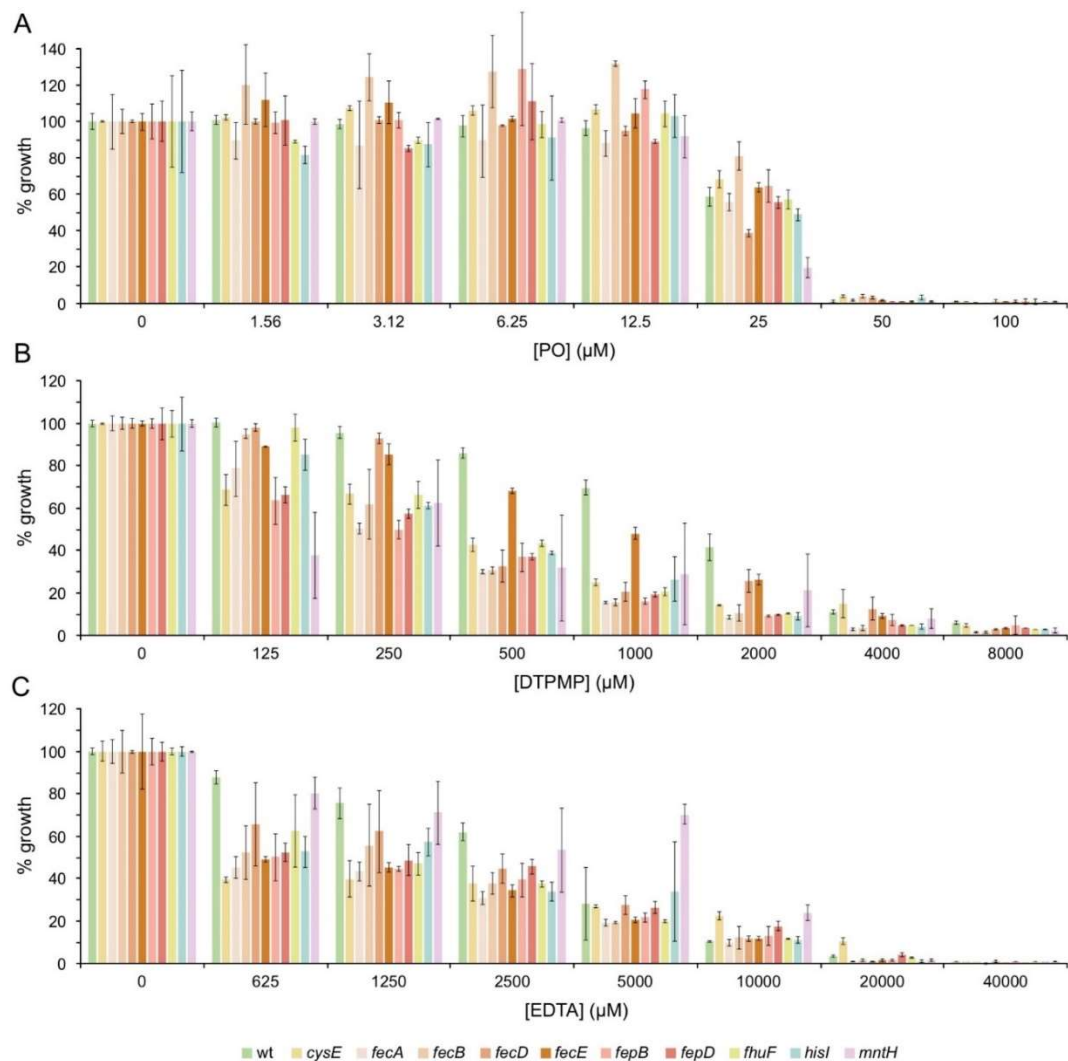 A
140
120
100
80
60
40
20
0
% growth
0 1.56 3.12 6.25 12.5 25 50 100
[PO] (µM)
B
120
100
80
60
40
20
0
% growth
0 125 250 500 1000 2000 4000 8000
[DTPMP] (µM)
C
120
100
80
60
40
20
0
% growth
0 625 1250 2500 5000 10000 20000 40000
[EDTA] (µM)
wt cysE fecA fecB fecD fecE fepB fepD fhuF hisI mntH